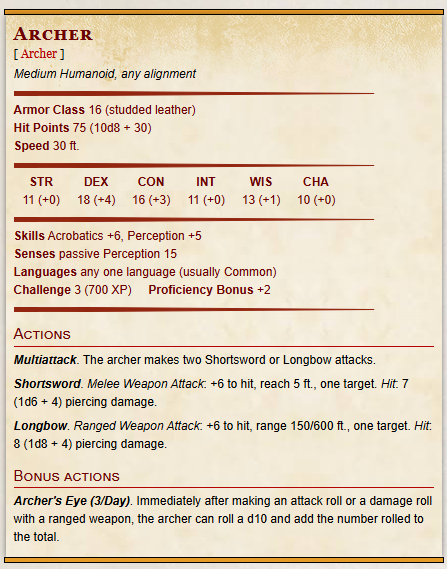 Archer
[ Archer ]
Medium Humanoid, any alignment
Armor Class 16 (studded leather)
Hit Points 75 (10d8 + 30)
Speed 30 ft.
STR DEX CON INT WIS CHA
11 (+0) 18 (+4) 16 (+3) 11 (+0) 13 (+1) 10 (+0)
Skills Acrobatics +6, Perception +5
Senses passive Perception 15
Languages any one language (usually Common)
Challenge 3 (700 XP) Proficiency Bonus +2
Actions
Multiattack. The archer makes two Shortsword or Longbow attacks.
Shortsword. Melee Weapon Attack: +6 to hit, reach 5 ft., one target. Hit: 7
(1d6 + 4) piercing damage.
Longbow. Ranged Weapon Attack: +6 to hit, range 150/600 ft., one target. Hit:
8 (1d8 + 4) piercing damage.
Bonus actions
Archer's Eye (3/Day). Immediately after making an attack roll or a damage roll
with a ranged weapon, the archer can roll a d10 and add the number rolled to
the total.